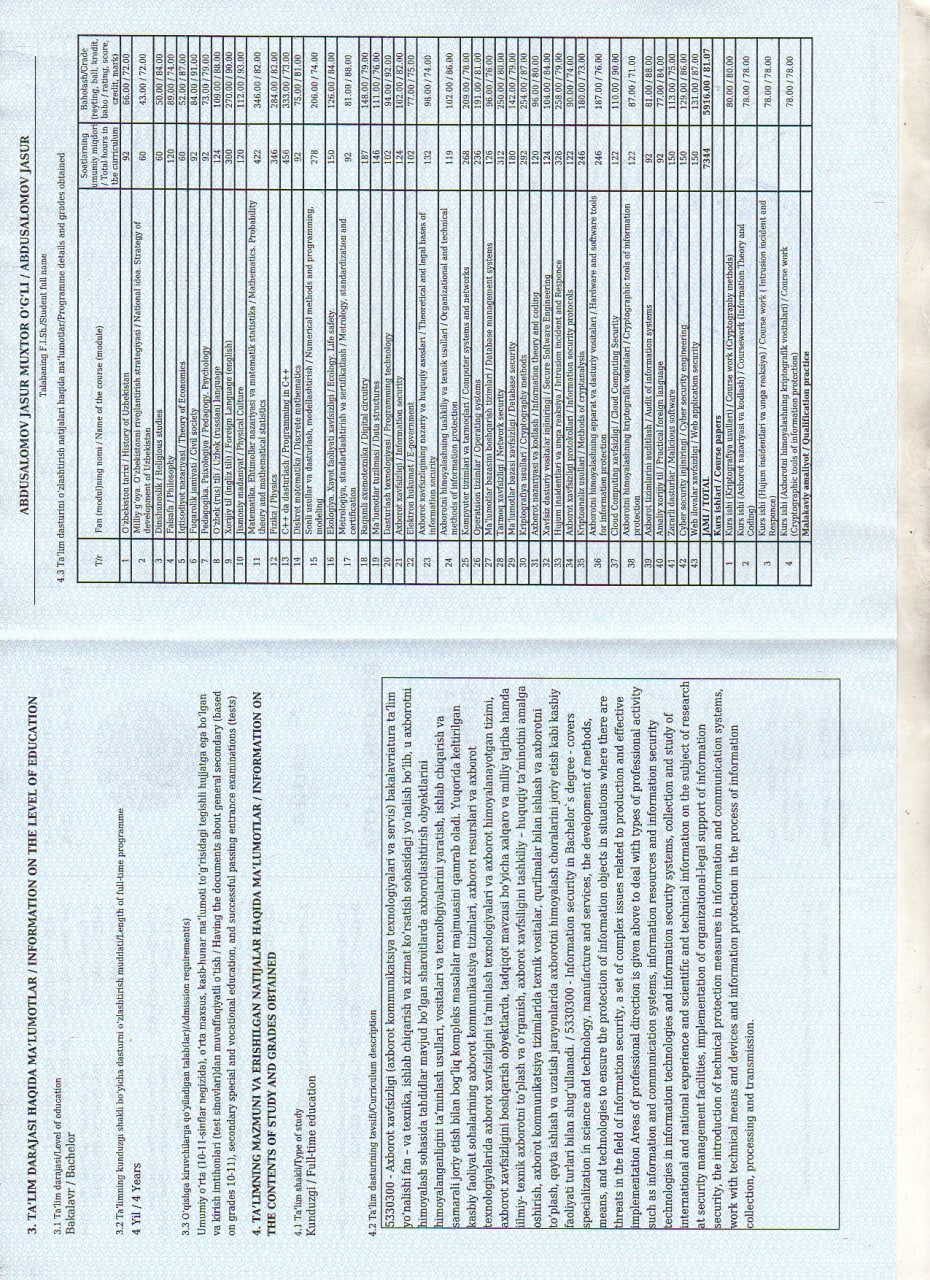 3. TA'LIM DARAJASI HAQIDA MA'LUMOTLAR / INFORMATION ON THE LEVEL OF EDUCATION
3.1 Ta'lim darajasi/Level of education
Bakalavr / Bachelor
3.2 Ta'limning kunduzgi shakli bo'yicha dasturni o'zlashtirish muddati/Length of full-time programme
4 Yil / 4 Years
3.3 O'qishga kiruvchilarga qo'yiladigan talab(lar)/Admission requirement(s)
Umumiy o'rta (10-11-sinflar negizida), o'rta maxsus, kasb-hunar ma'lumoti to'g'risidagi tegishli hujjatga ega bo'lgan
va kirish imtihonlari (test sinovlari)dan muvaffaqiyatli o'tish / Having the documents about general secondary (based
on grades 10-11), secondary special and vocational education, and successful passing entrance examinations (tests)
4. TA'LIMNING MAZMUNI VA ERISHILGAN NATIJALAR HAQIDA MA'LUMOTLAR / INFORMATION ON
THE CONTENTS OF STUDY AND GRADES OBTAINED
4.1 Ta'lim shakli/Type of study
Kunduzgi / Full-time education
4.2 Ta'lim dasturining tavsifi/Curriculum description
5330300 - Axborot xavfsizligi (axborot kommunikatsiya texnologiyalari va servis) bakalavriatura ta'lim
yo'nalishi fan – va texnika, ishlab chiqarish va xizmat ko'rsatish sohasidagi yo'nalish bo'lib, u axborotni
himoyalash sohasida tahdidlar mavjud bo'lgan sharoitlarda axborotlashtirish obyektlarini
himoyalanganligini ta'minlash usullari, vositalari va texnologiyalarini yaratish, ishlab chiqarish va
samarali joriy etish bilan bog'liq kompleks masalalar majmuasini qamrab oladi. Yuqorida keltirilgan
kasbiy faoliyat sohalarining axborot kommunikatsiya tizimlari, axborot resurslari va axborot
texnologiyalarida axborot xavfsizligini ta'minlash texnologiyalari va axborot himoyalanayotgan tizimi,
axborot xavfsizligini boshqarish obyektlarda, tadqiqot mavzusi bo'yicha xalqaro va milliy tajriba hamda
ilmiy- texnik axborotni to'plash va o'rganish, axborot xavfsiligini tashkiliy – huquqiy ta'minotini amalga
oshirish, axborot kommunikatsiya tizimlarida texnik vositalar, qurilmalar bilan ishlash va axborotni
to'plash, qayta ishlash va uzatish jarayonlarida axborotni himoyalash choralarini joriy etish kabi kasbiy
faoliyati turlari bilan shug'ullanadi. / 5330300 - Information security in Bachelor`s degree - covers
specialization in science and technology, manufacture and services, the development of methods,
means, and technologies to ensure the protection of information objects in situations where there are
threats in the field of information security, a set of complex issues related to production and effective
implementation Areas of professional direction is given above to deal with types of professional activity
such as information and communication systems, information resources and information security
technologies in information technologies and information security systems, collection and study of
international and national experience and scientific and technical information on the subject of research
at security management facilities, implementation of organizational-legal support of information
security, the introduction of technical protection measures in information and communication systems,
work with technical means and devices and information protection in the process of information
collection, processing and transmission.
ABDUSALOMOV JASUR MUXTOR O'G'LI / ABDUSALOMOV JASUR
Talabaning F.I.Sh./Student full name
4.3 Ta'lim dasturini o'zlashtirish natijalari haqida ma'lumotlar/Programme details and grades obtained
T/r Fan (modul)ning nomi / Name of the course (module) Soatlarning umumiy miqdori / Total hours in the curriculum Baholash/Grade (reyting, ball, kredit, baho / rating, score, credit, mark)
1 O'zbekiston tarixi / History of Uzbekistan 92 66.00 / 72.00
2 Milliy g'oya. O'zbekistonni rivojlantirish strategiyasi / National idea. Strategy of
development of Uzbekistan 60 43.00 / 72.00
3 Dinshunoslik / Religious studies 60 50.00 / 84.00
4 Falsafa / Philosophy 120 89.00 / 74.00
5 Iqtisodiyot nazariyasi / Theory of Economics 60 52.00 / 87.00
6 Fuqarolik jamiyati / Civil society 92 84.00 / 91.00
7 Pedagogika. Psixologiya / Pedagogy. Psychology 92 73.00 / 79.00
8 O'zbek (rus) tili / Uzbek (russian) language 124 109.00 / 88.00
9 Xorijiy til (ingliz tili) / Foreign Language (english) 300 270.00 / 90.00
10 Jismoniy madaniyat / Physical Culture 120 112.00 / 93.00
11 Matematika. Ehtimollar nazariyasi va matematik statistika / Mathematics. Probability
theory and mathematical statistics 422 346.00 / 82.00
12 Fizika / Physics 346 284.00 / 82.00
13 C++ da dasturlash / Programming in C++ 456 333.00 / 73.00
14 Diskret matematika / Discrete mathematics 92 75.00 / 81.00
15 Sonli usullar va dasturlash, modellashtirish / Numerical methods and programming,
modeling 278 206.00 / 74.00
16 Ekologiya. Xayot faoliyati xavfsizligi / Ecology. Life safety. 150 126.00 / 84.00
17 Metrologiya, standartlashtirish va sertifikatlash / Metrology, standardization and
certification 92 81.00 / 88.00
18 Raqamli sxemotexnika / Digital circuitry 187 148.00 / 79.00
19 Ma'lumotlar tuzilmasi / Data structures 146 111.00 / 76.00
20 Dasturlash texnologiyasi / Programming technology 102 94.00 / 92.00
21 Axborot xavfsizligi / Information security 124 102.00 / 82.00
22 Elektron hukumat / E-government 102 77.00 / 75.00
23 Axborot xavfsizligining nazariy va huquqiy asoslari / Theoretical and legal bases of
information security 132 98.00 / 74.00
24 Axborotni himoyalashning tashkiliy va texnik usullari / Organizational and technical
methods of information protection 119 102.00 / 86.00
25 Kompyuter tizimlari va tarmoqlari / Computer systems and networks 268 209.00 / 78.00
26 Operatsion tizimlar / Operating systems 236 191.00 / 81.00
27 Ma'lumotlar bazasini boshqarish tizimlari / Database management systems 126 96.00 / 76.00
28 Tarmoq xavfsizligi / Network security 312 250.00 / 80.00
29 Ma'lumotlar bazasi xavfsizligi / Database security 180 142.00 / 79.00
30 Kriptografiya usullari / Cryptography methods 292 254.00 / 87.00
31 Axborot nazariyasi va kodlash / Information theory and coding 120 96.00 / 80.00
32 Xavfsiz dasturiy vositalar injiniringi / Secure Software Engineering 124 104.00 / 84.00
33 Hujum insidentlari va unga reaksiya / Intrusion incident and Responce 326 258.00 / 79.00
34 Axborot xavfsizligi protokollari / Information security protocols 122 90.00 / 74.00
35 Kriptoanaliz usullari / Methods of cryptanalysis 246 180.00 / 73.00
36 Axborotni himoyalashning apparat va dasturiy vositalari / Hardware and software tools
for information protection 246 187.00 / 76.00
37 Cloud Computing xavfsizligi / Cloud Computing Security 122 110.00 / 90.00
38 Axborotni himoyalashning kriptografik vositalari / Cryptographic tools of information
protection 122 87.00 / 71.00
39 Axborot tizimlarini auditlash / Audit of information systems 92 81.00 / 88.00
40 Amaliy xorijiy til / Practical foreign language 92 77.00 / 84.00
41 Zararli dasturlar / Malicious software 150 113.00 / 75.00
42 Cyber security injiniringi / Cyber security engineering 150 129.00 / 86.00
43 Web ilovalar xavfsizligi / Web application security 150 131.00 / 87.00
JAMI / TOTAL 7344 5916.00 / 81.07
Kurs ishlari / Course papers
1 Kurs ishi (Kriptografiya usullari) / Course work (Cryptography methods) 80.00 / 80.00
2 Kurs ishi (Axborot nazariyasi va kodlash) / Coursework (Information Theory and
Coding) 78.00 / 78.00
3 Kurs ishi (Hujum insidentlari va unga reaksiya) / Course work ( Intrusion incident and
Responce) 78.00 / 78.00
4 Kurs ishi (Axborotni himoyalashning kriptografik vositalari) / Course work
(Cryptographic tools of information protection) 78.00 / 78.00
Malakaviy amaliyot / Qualification practice